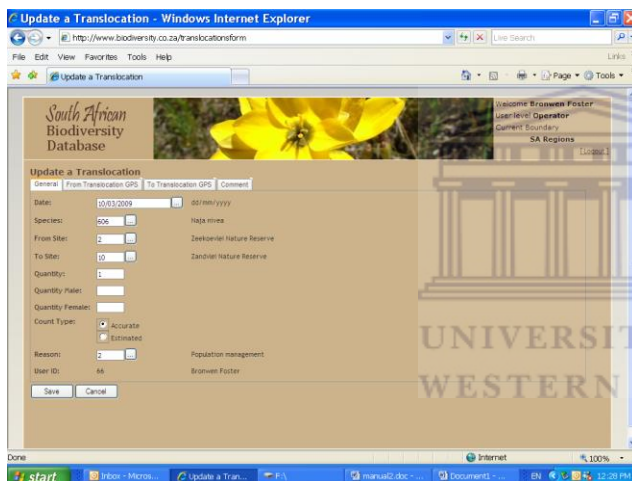 Update a Translocation - Windows Internet Explorer
http://www.biodiversity.co.za/translocationsform
Live Search
File Edit View Favorites Tools Help
Links
Update a Translocation
Page Tools
South African
Biodiversity
Database
Welcome Bronwen Foster
User level Operator
Current Boundary
SA Regions
[Logout]
Update a Translocation
General From Translocation GPS To Translocation GPS Comment
Date: 10/03/2009 ... dd/mm/yyyy
Species: 606 ... Naja nivea
From Site: 2 ... Zeekoevlei Nature Reserve
To Site: 10 ... Zandvlei Nature Reserve
Quantity: 1
Quantity Male:
Quantity Female:
Count Type: Accurate
Estimated
Reason: 2 ... Population management
User ID: 66 Bronwen Foster
Save Cancel
UNIVERSIT
WESTERN
Done
Internet
100%
start
Inbox - Micros...
Update a Tran...
F:\
manual2.doc - ...
Document1 - ...
EN
12:28 PM